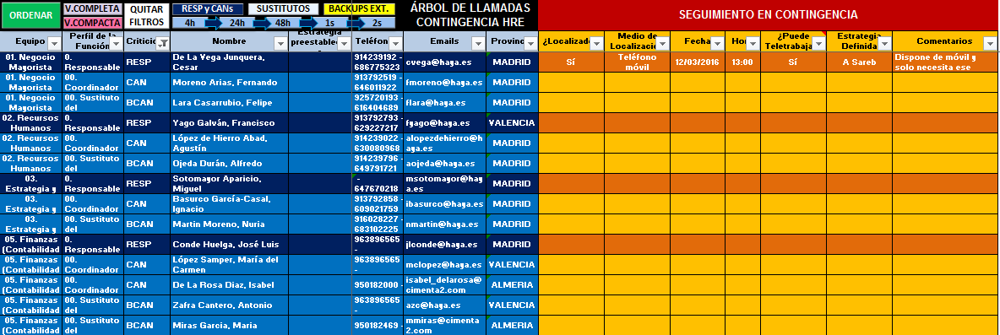 ORDENAR V.COMPLETA QUITAR RESP y CANs SUSTITUTOS BACKUPS EXT. ÁRBOL DE LLAMADAS SEGUIMIENTO EN CONTINGENCIA
V.COMPACTA FILTROS 4h 24h 48h 1s 2s CONTINGENCIA HRE
Equipo Perfil de la Función Criticic Nombre Estrategia preestablec Teléfon Emails Provinc ¿Localizado Medio de Localizaci Fecha Ho ¿Puede Teletrabaja Estrategia Definida Comentarios
01. Negocio 0. RESP De La Vega Junquera, 914239192 - cvega@haya.es MADRID Sí Teléfono 12/03/2016 13:00 Sí A Sareb Dispone de móvil y
Mayorista Responsable Cesar 686775323 móvil solo necesita ese
01. Negocio 00. CAN Moreno Arias, Fernando 913792519 - fmoreno@haya.es MADRID
Mayorista Coordinador 646011922
01. Negocio 00. Sustituto BCAN Lara Casarrubio, Felipe 925720193 - flara@haya.es MADRID
Mayorista del 616404689
02. Recursos 0. RESP Yago Galván, Francisco 913792793 - fyago@haya.es VALENCIA
Humanos Responsable 629227217
02. Recursos 00. CAN López de Hierro Abad, 914239022 - alopezdehierro@h MADRID
Humanos Coordinador Agustín 630080968 aya.es
02. Recursos 00. Sustituto BCAN Ojeda Durán, Alfredo 914239796 - aojeda@haya.es MADRID
Humanos del 649791721
03. 0. RESP Sotomayor Aparicio, - msotomayor@hay MADRID
Estrategia y Responsable Miguel 647670218 a.es
03. 00. CAN Basurco García-Casal, 913792858 - ibasurco@haya.es MADRID
Estrategia y Coordinador Ignacio 609021759
03. 00. Sustituto BCAN Martin Moreno, Nuria 916028227 - nmartin@haya.es MADRID
Estrategia y del 683102225
05. Finanzas 0. RESP Conde Huelga, José Luis 963896565 jlconde@haya.es MADRID
(Contabilidad Responsable -
05. Finanzas 00. CAN López Samper, María del 963896565 mclopez@haya.es VALENCIA
(Contabilidad Coordinador Carmen -
05. Finanzas 00. CAN De La Rosa Diaz, Isabel 950182000 - isabel_delarosa@ ALMERIA
(Contabilidad Coordinador cimenta2.com
05. Finanzas 00. Sustituto BCAN Zafra Cantero, Antonio 963896565 azc@haya.es VALENCIA
(Contabilidad del -
05. Finanzas 00. Sustituto BCAN Miras Garcia, Maria 950182469 - mmiras@cimenta ALMERIA
(Contabilidad del 2.com